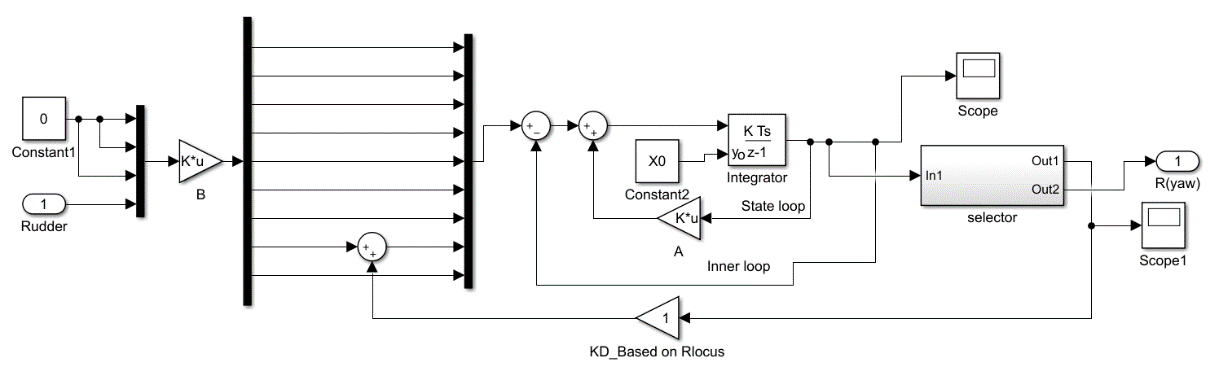 0
Constant1
1
Rudder
K*u
B
+
+
+
−
+
+
X0
Constant2
K Ts
yo z-1
Integrator
State loop
K*u
A
Inner loop
Scope
In1
Out1
Out2
selector
1
R(yaw)
Scope1
1
KD_Based on Rlocus